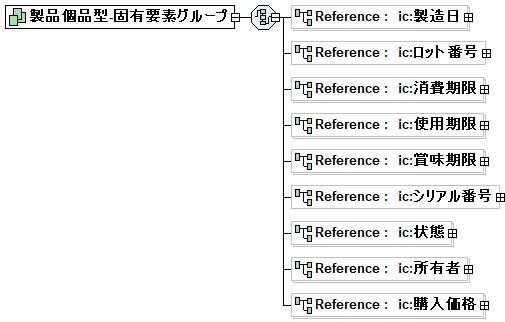 製品個品型-固有要素グループ
Reference : ic:製造日
Reference : ic:ロット番号
Reference : ic:消費期限
Reference : ic:使用期限
Reference : ic:賞味期限
Reference : ic:シリアル番号
Reference : ic:状態
Reference : ic:所有者
Reference : ic:購入価格